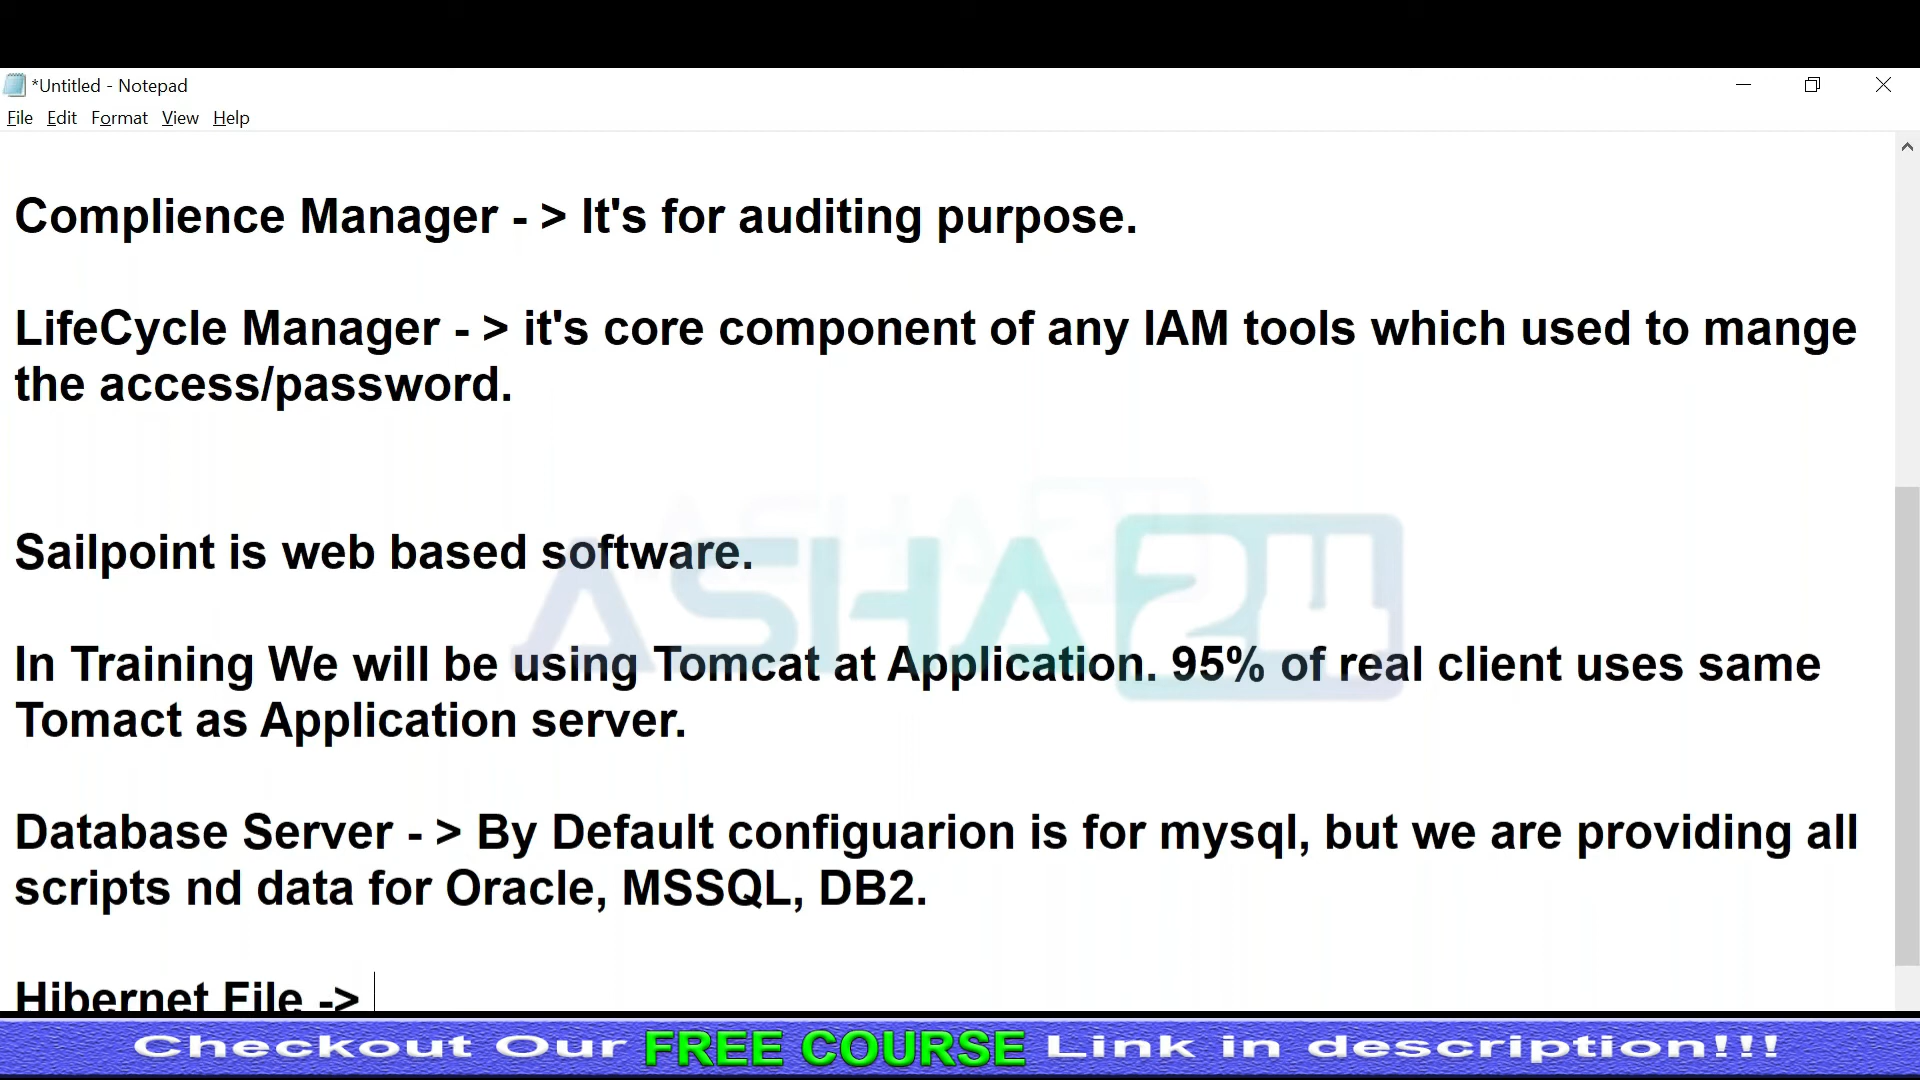 *Untitled - Notepad
File Edit Format View Help
Complience Manager - > It's for auditing purpose.
LifeCycle Manager - > it's core component of any IAM tools which used to mange
the access/password.
Sailpoint is web based software.
ASHA24
In Training We will be using Tomcat at Application. 95% of real client uses same
Tomact as Application server.
Database Server - > By Default configuarion is for mysql, but we are providing all
scripts nd data for Oracle, MSSQL, DB2.
Hibernet File ->
Checkout Our FREE COURSE Link in description!!!